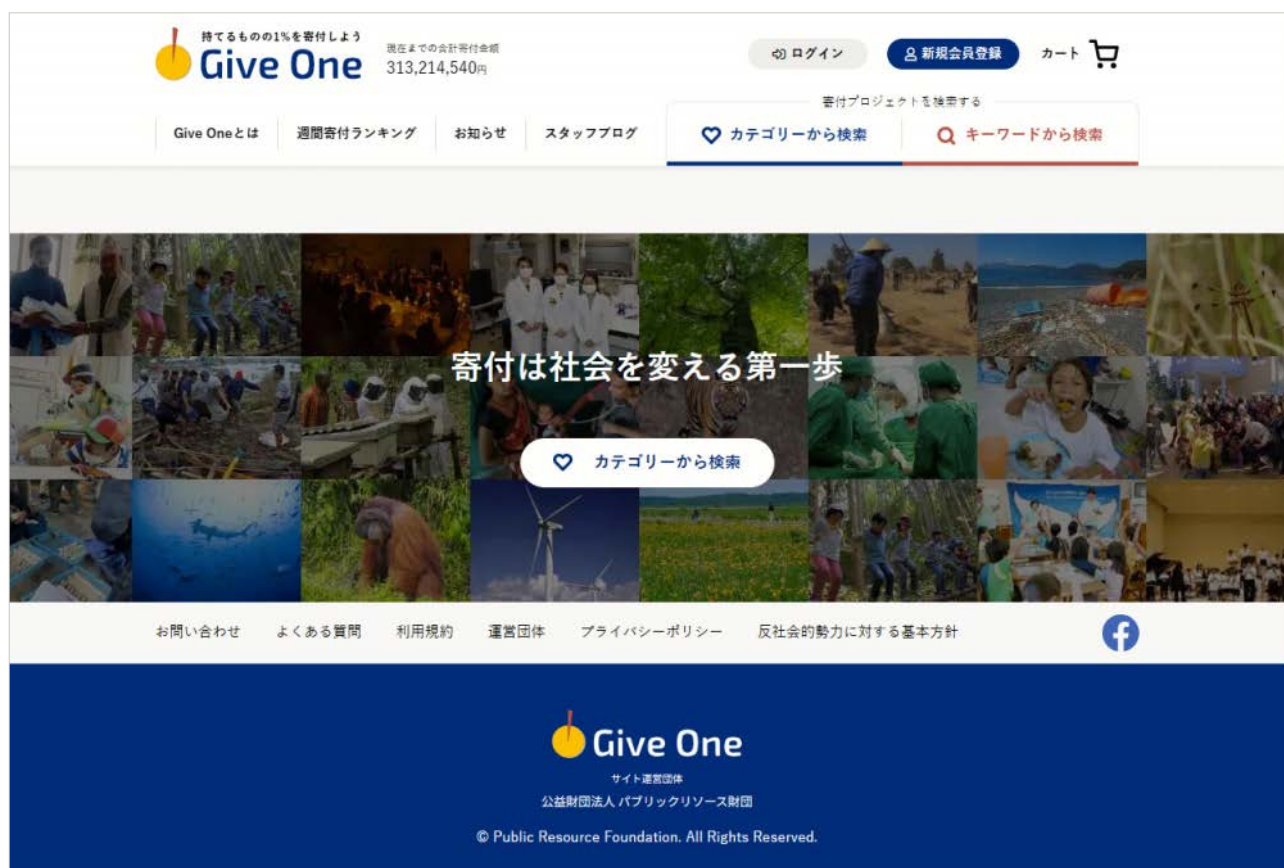 持てるものの1%を寄付しよう
Give One
現在までの合計寄付金額
313,214,540円
ログイン
新規会員登録
カート
寄付プロジェクトを検索する
Give Oneとは
週間寄付ランキング
お知らせ
スタッフブログ
カテゴリーから検索
キーワードから検索
寄付は社会を変える第一歩
カテゴリーから検索
お問い合わせ
よくある質問
利用規約
運営団体
プライバシーポリシー
反社会的勢力に対する基本方針
Give One
サイト運営団体
公益財団法人 パブリックリソース財団
© Public Resource Foundation. All Rights Reserved.